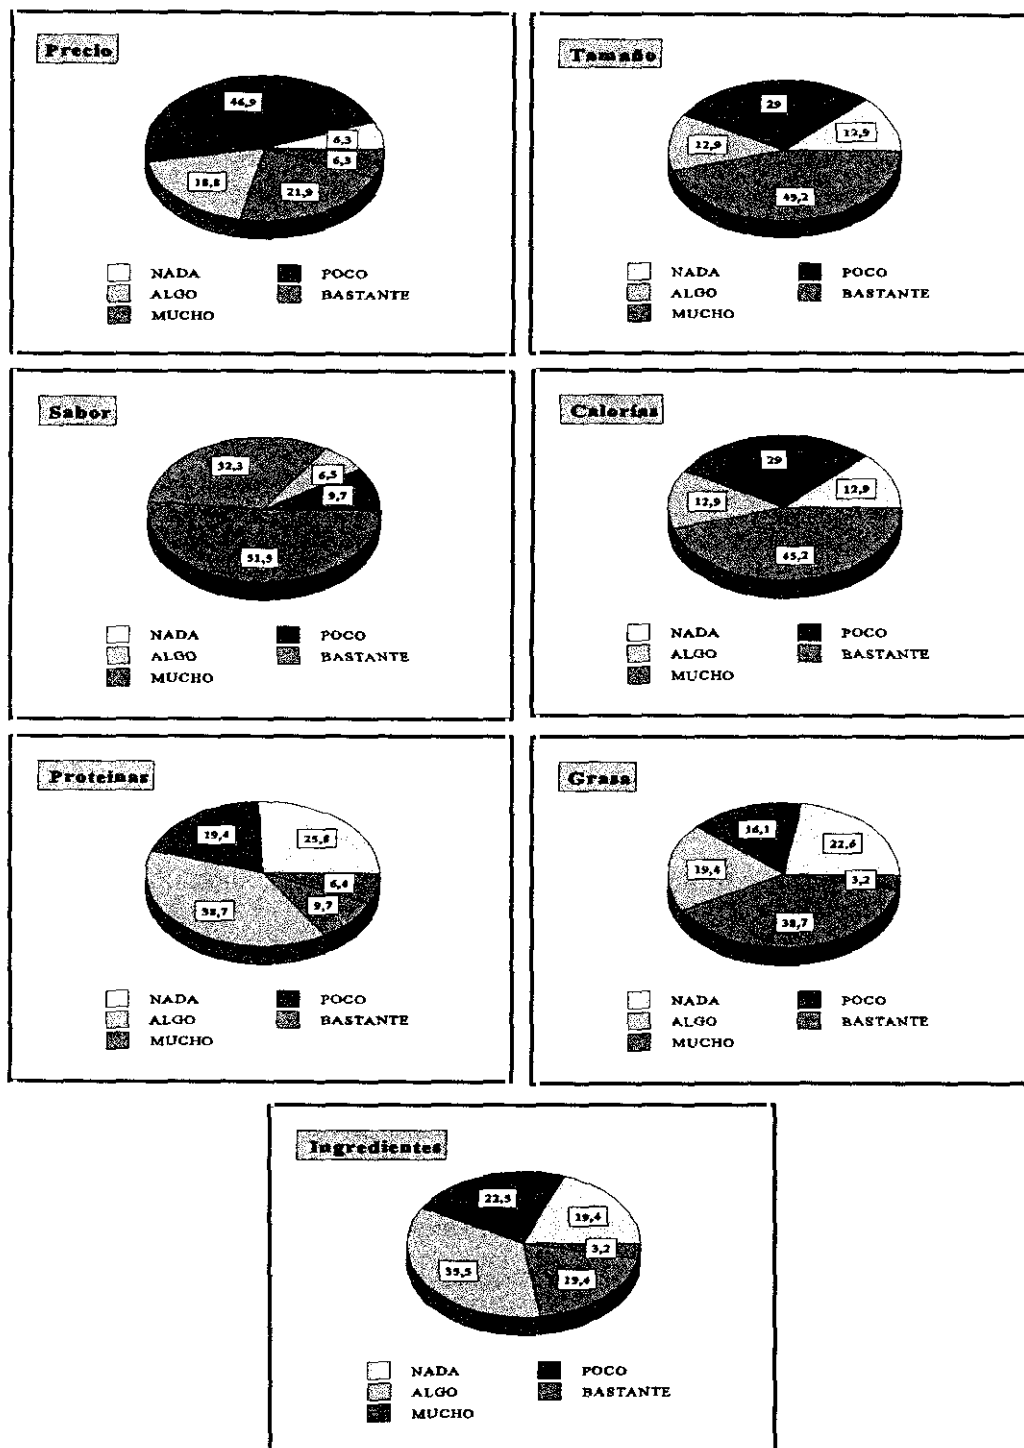 Precio
46,9
6,3
6,3
18,8
21,9
NADA POCO
ALGO BASTANTE
MUCHO
Tamaño
29
12,9
12,9
45,2
NADA POCO
ALGO BASTANTE
MUCHO
Sabor
32,3
6,5
9,7
51,5
NADA POCO
ALGO BASTANTE
MUCHO
Calorías
29
12,9
12,9
45,2
NADA POCO
ALGO BASTANTE
MUCHO
Proteínas
19,4
25,8
6,4
38,7
9,7
NADA POCO
ALGO BASTANTE
MUCHO
Grasa
16,1
22,6
19,4
3,2
38,7
NADA POCO
ALGO BASTANTE
MUCHO
Ingredientes
22,5
19,4
3,2
35,5
19,4
NADA POCO
ALGO BASTANTE
MUCHO